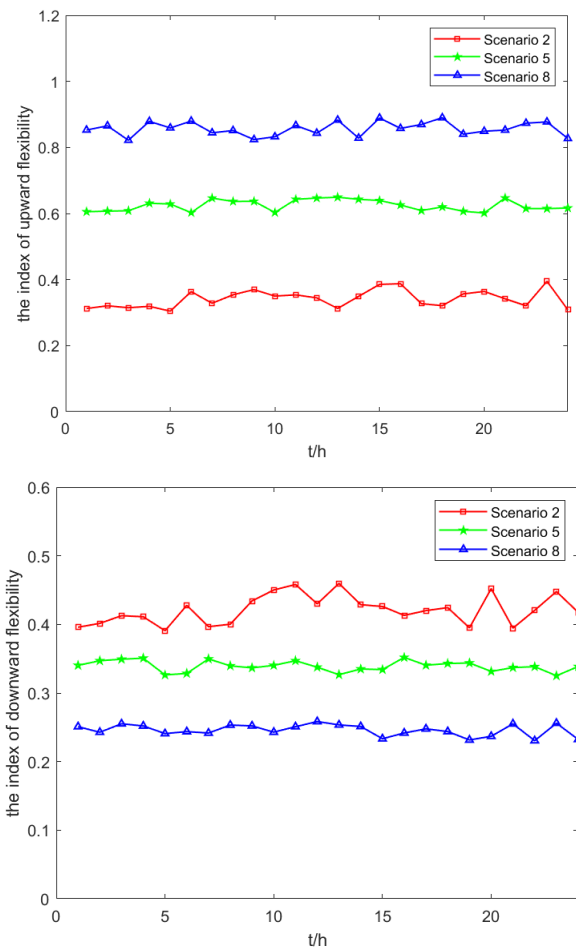 1.2
1
0.8
0.6
0.4
0.2
0
the index of upward flexibility
Scenario 2
Scenario 5
Scenario 8
0
5
10
15
20
t/h
0.6
0.5
0.4
0.3
0.2
0.1
0
the index of downward flexibility
Scenario 2
Scenario 5
Scenario 8
0
5
10
15
20
t/h